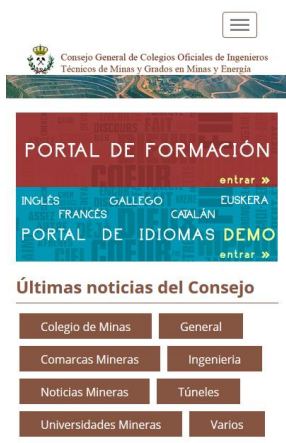 Consejo General de Colegios Oficiales de Ingenieros
Técnicos de Minas y Grados en Minas y Energía
PORTAL DE FORMACIÓN
entrar »
INGLÉS GALLEGO EUSKERA
FRANCÉS CATALÁN
PORTAL DE IDIOMAS DEMO
entrar »
Últimas noticias del Consejo
Colegio de Minas General
Comarcas Mineras Ingenieria
Noticias Mineras Túneles
Universidades Mineras Varios